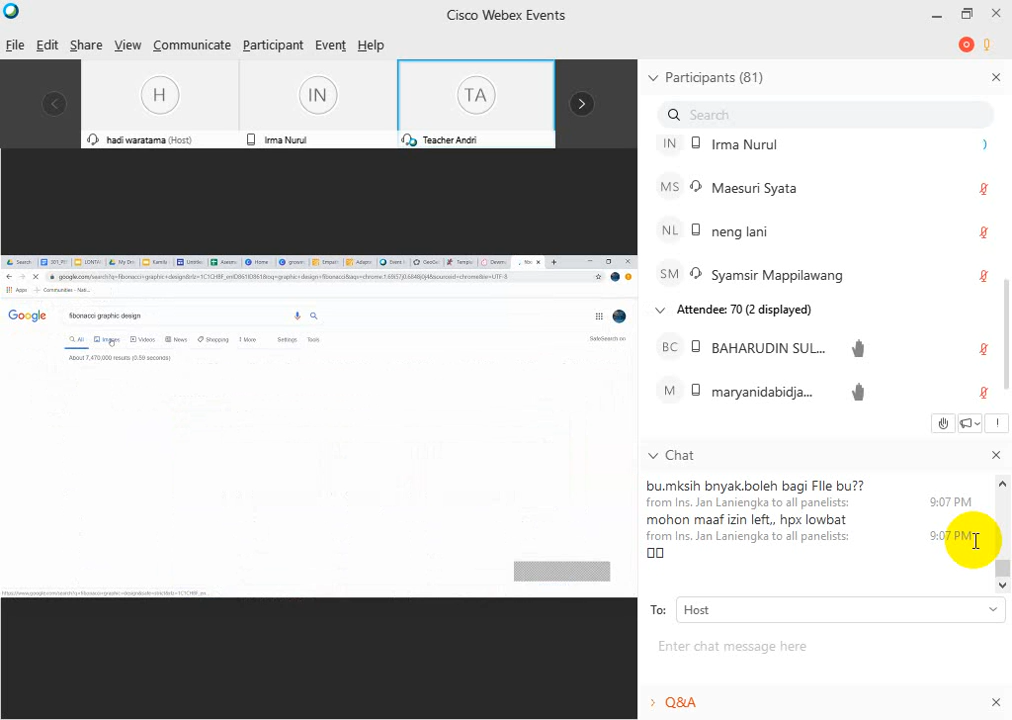 Cisco Webex Events
File Edit Share View Communicate Participant Event Help
H
IN
TA
hadi waratama (Host)
Irma Nurul
Teacher Andri
Participants (81)
Search
IN Irma Nurul
MS Maesuri Syata
NL neng lani
SM Syamsir Mappilawang
Attendee: 70 (2 displayed)
BC BAHARUDIN SUL...
M maryanidabidja...
Chat
bu.mksih bnyak.boleh bagi FIle bu??
from Ins. Jan Laniengka to all panelists: 9:07 PM
mohon maaf izin left,, hpx lowbat
from Ins. Jan Laniengka to all panelists: 9:07 PM
To: Host
Enter chat message here
Q&A
Apps Communities - Nati...
Google
fibonacci graphic design
All Images Videos News Shopping More Settings Tools
SafeSearch on
About 7,470,000 results (0.59 seconds)